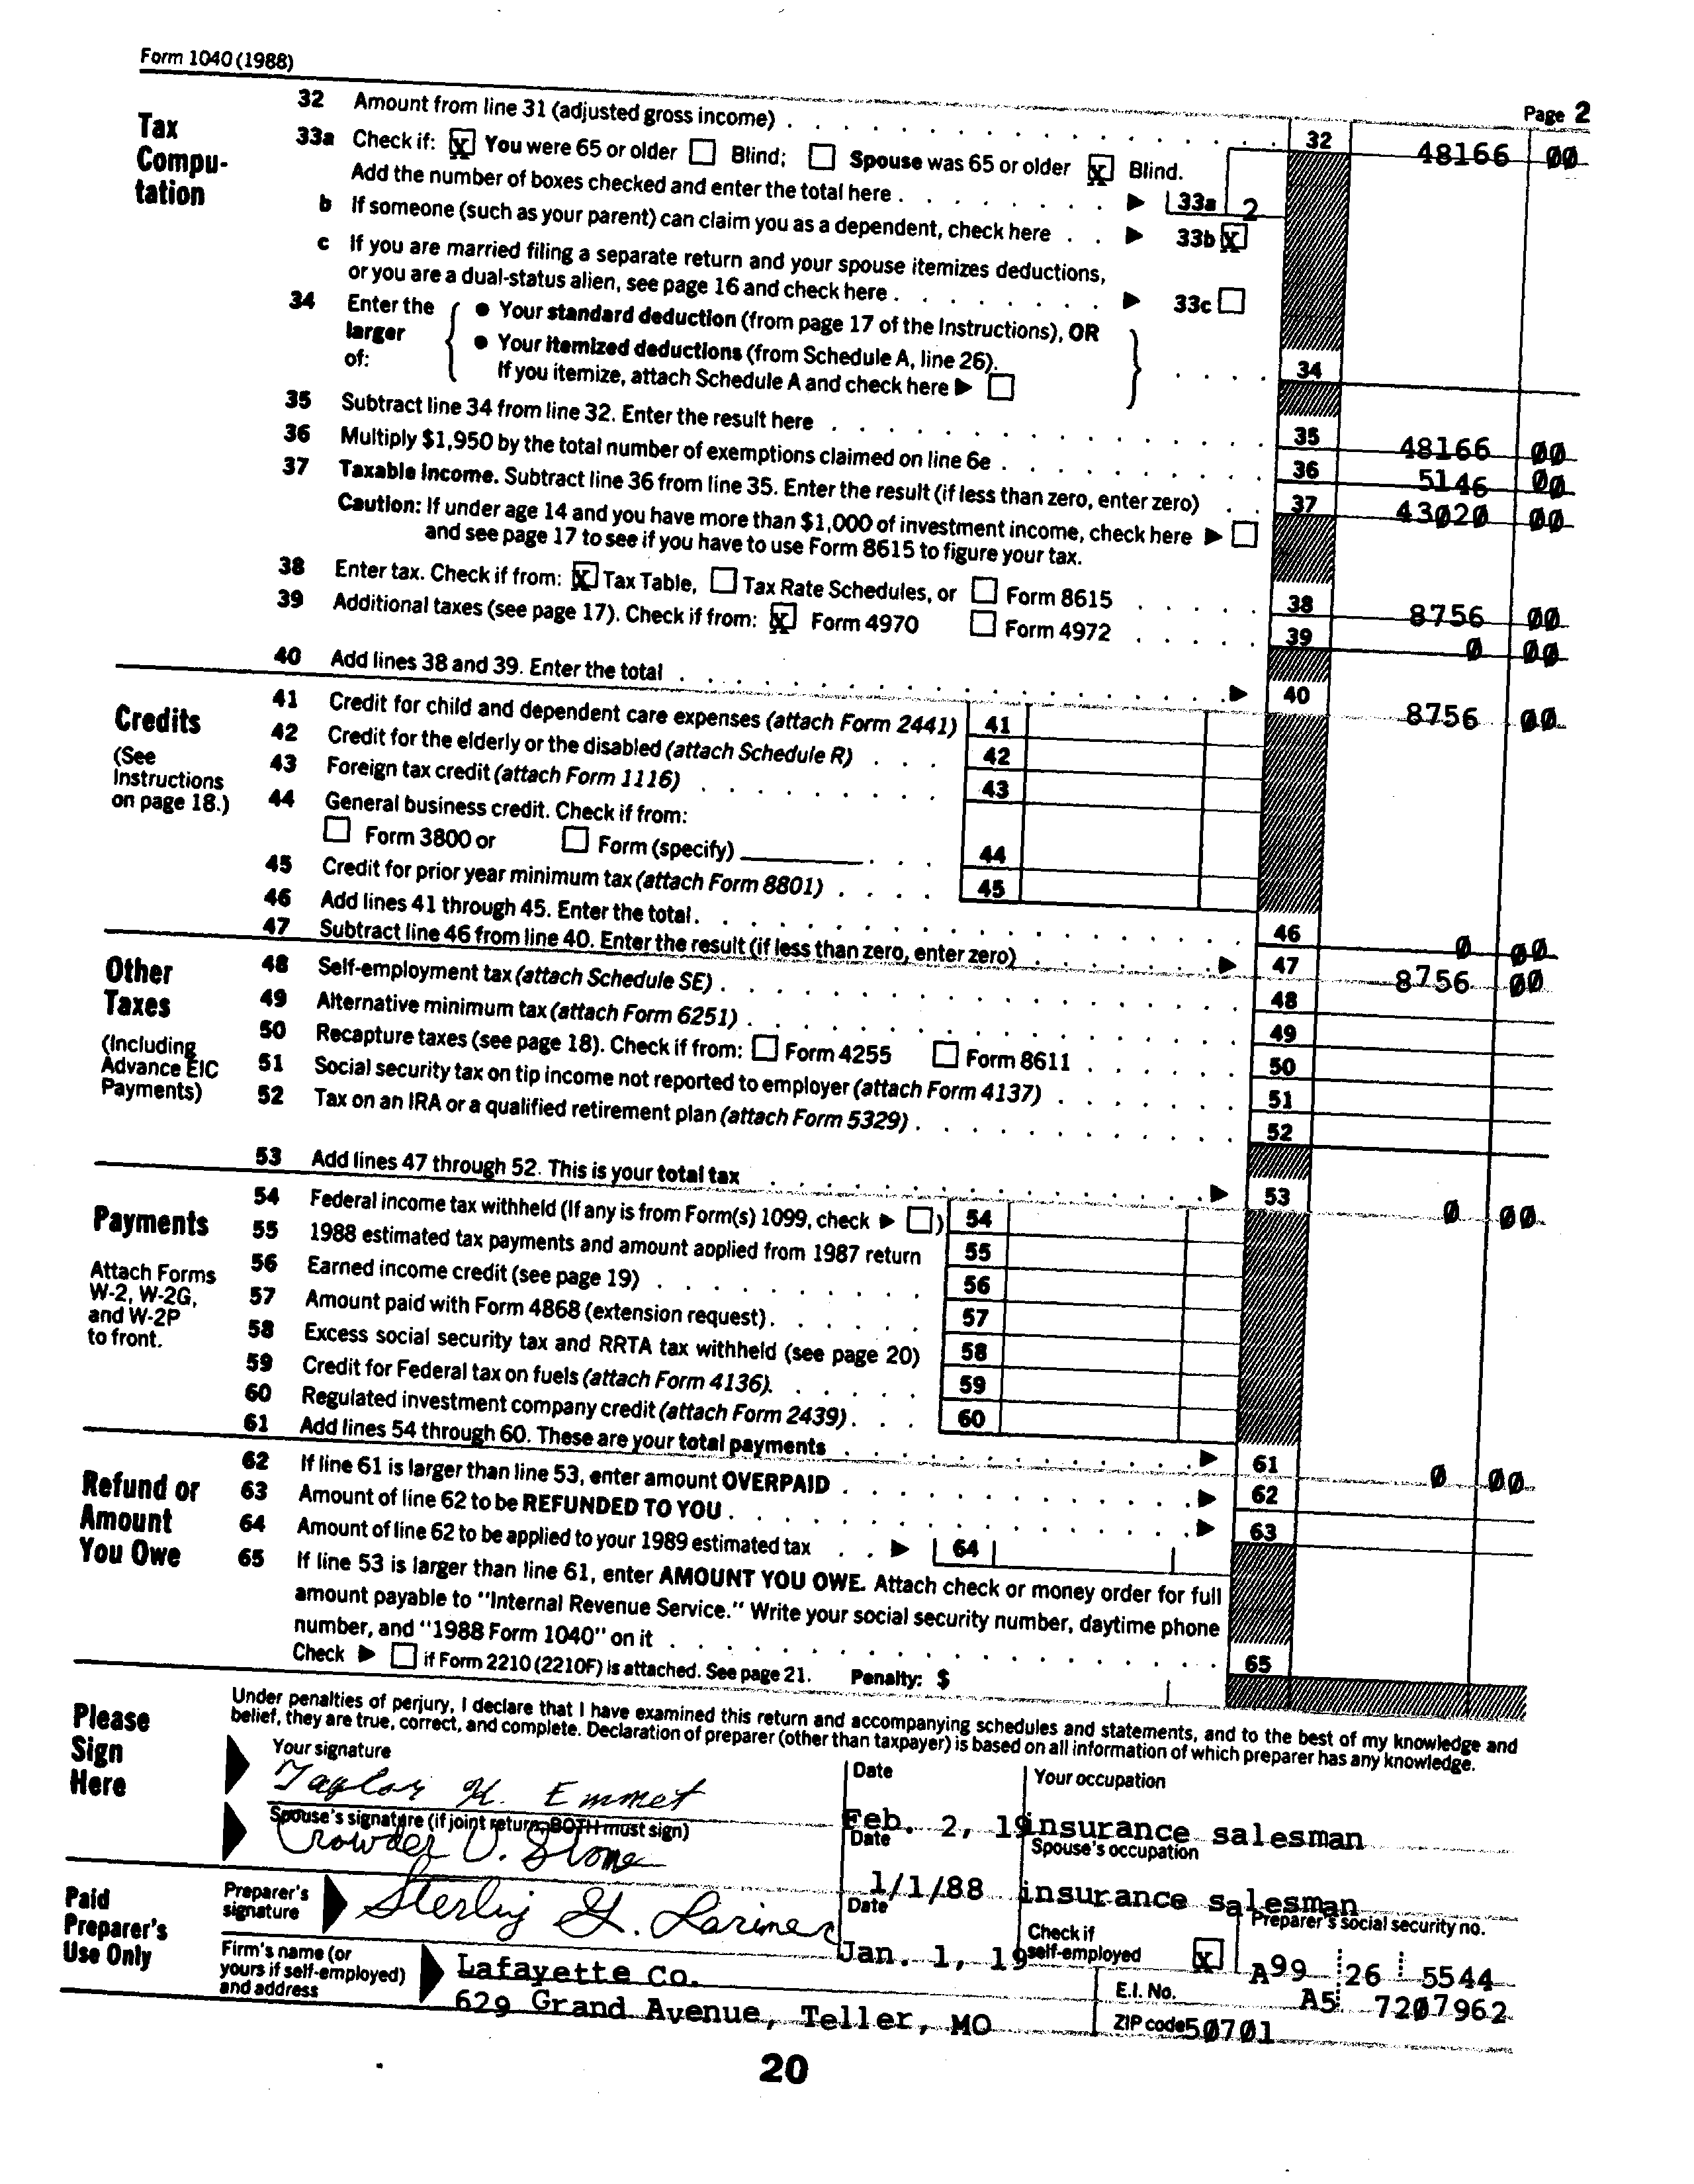 Form 1040 (1988)
Page 2
Tax Compu-tation
32 Amount from line 31 (adjusted gross income) 32 48166 00
33a Check if: X You were 65 or older Blind; Spouse was 65 or older X Blind.
Add the number of boxes checked and enter the total here 33a 2
b If someone (such as your parent) can claim you as a dependent, check here 33b X
c If you are married filing a separate return and your spouse itemizes deductions,
or you are a dual-status alien, see page 16 and check here 33c
34 Enter the larger of:
• Your standard deduction (from page 17 of the Instructions), OR
• Your itemized deductions (from Schedule A, line 26).
If you itemize, attach Schedule A and check here 34
35 Subtract line 34 from line 32. Enter the result here 35 48166 00
36 Multiply $1,950 by the total number of exemptions claimed on line 6e 36 5146 00
37 Taxable Income. Subtract line 36 from line 35. Enter the result (if less than zero, enter zero) 37 43020 00
Caution: If under age 14 and you have more than $1,000 of investment income, check here
and see page 17 to see if you have to use Form 8615 to figure your tax.
38 Enter tax. Check if from: X Tax Table, Tax Rate Schedules, or Form 8615 38 8756 00
39 Additional taxes (see page 17). Check if from: X Form 4970 Form 4972 39 0 00
40 Add lines 38 and 39. Enter the total 40 8756 00
Credits
(See Instructions on page 18.)
41 Credit for child and dependent care expenses (attach Form 2441) 41
42 Credit for the elderly or the disabled (attach Schedule R) 42
43 Foreign tax credit (attach Form 1116) 43
44 General business credit. Check if from:
Form 3800 or Form (specify) 44
45 Credit for prior year minimum tax (attach Form 8801) 45
46 Add lines 41 through 45. Enter the total. 46 0 00
47 Subtract line 46 from line 40. Enter the result (if less than zero, enter zero) 47 8756 00
Other Taxes
(Including Advance EIC Payments)
48 Self-employment tax (attach Schedule SE) 48
49 Alternative minimum tax (attach Form 6251) 49
50 Recapture taxes (see page 18). Check if from: Form 4255 Form 8611 50
51 Social security tax on tip income not reported to employer (attach Form 4137) 51
52 Tax on an IRA or a qualified retirement plan (attach Form 5329) 52
53 Add lines 47 through 52. This is your total tax 53 0 00
Payments
Attach Forms W-2, W-2G, and W-2P to front.
54 Federal income tax withheld (If any is from Form(s) 1099, check ) 54
55 1988 estimated tax payments and amount applied from 1987 return 55
56 Earned income credit (see page 19) 56
57 Amount paid with Form 4868 (extension request) 57
58 Excess social security tax and RRTA tax withheld (see page 20) 58
59 Credit for Federal tax on fuels (attach Form 4136). 59
60 Regulated investment company credit (attach Form 2439) 60
61 Add lines 54 through 60. These are your total payments 61 0 00
Refund or Amount You Owe
62 If line 61 is larger than line 53, enter amount OVERPAID 62
63 Amount of line 62 to be REFUNDED TO YOU 63
64 Amount of line 62 to be applied to your 1989 estimated tax 64
65 If line 53 is larger than line 61, enter AMOUNT YOU OWE. Attach check or money order for full
amount payable to "Internal Revenue Service." Write your social security number, daytime phone
number, and "1988 Form 1040" on it 65
Check if Form 2210 (2210F) is attached. See page 21. Penalty: $
Please Sign Here
Under penalties of perjury, I declare that I have examined this return and accompanying schedules and statements, and to the best of my knowledge and
belief, they are true, correct, and complete. Declaration of preparer (other than taxpayer) is based on all information of which preparer has any knowledge.
Your signature Date Your occupation
Taylor K. Emmet Feb. 2, 19 insurance salesman
Spouse's signature (if joint return, BOTH must sign) Date Spouse's occupation
Crowder V. Stone 1/1/88 insurance salesman
Paid Preparer's Use Only
Preparer's signature Sterling Y. Larimer Date Jan. 1, 19 Check if self-employed X Preparer's social security no. A99 26 5544
Firm's name (or yours if self-employed) and address Lafayette Co. E.I. No. A5 7207962
629 Grand Avenue, Teller, MO ZIP code 50701
20